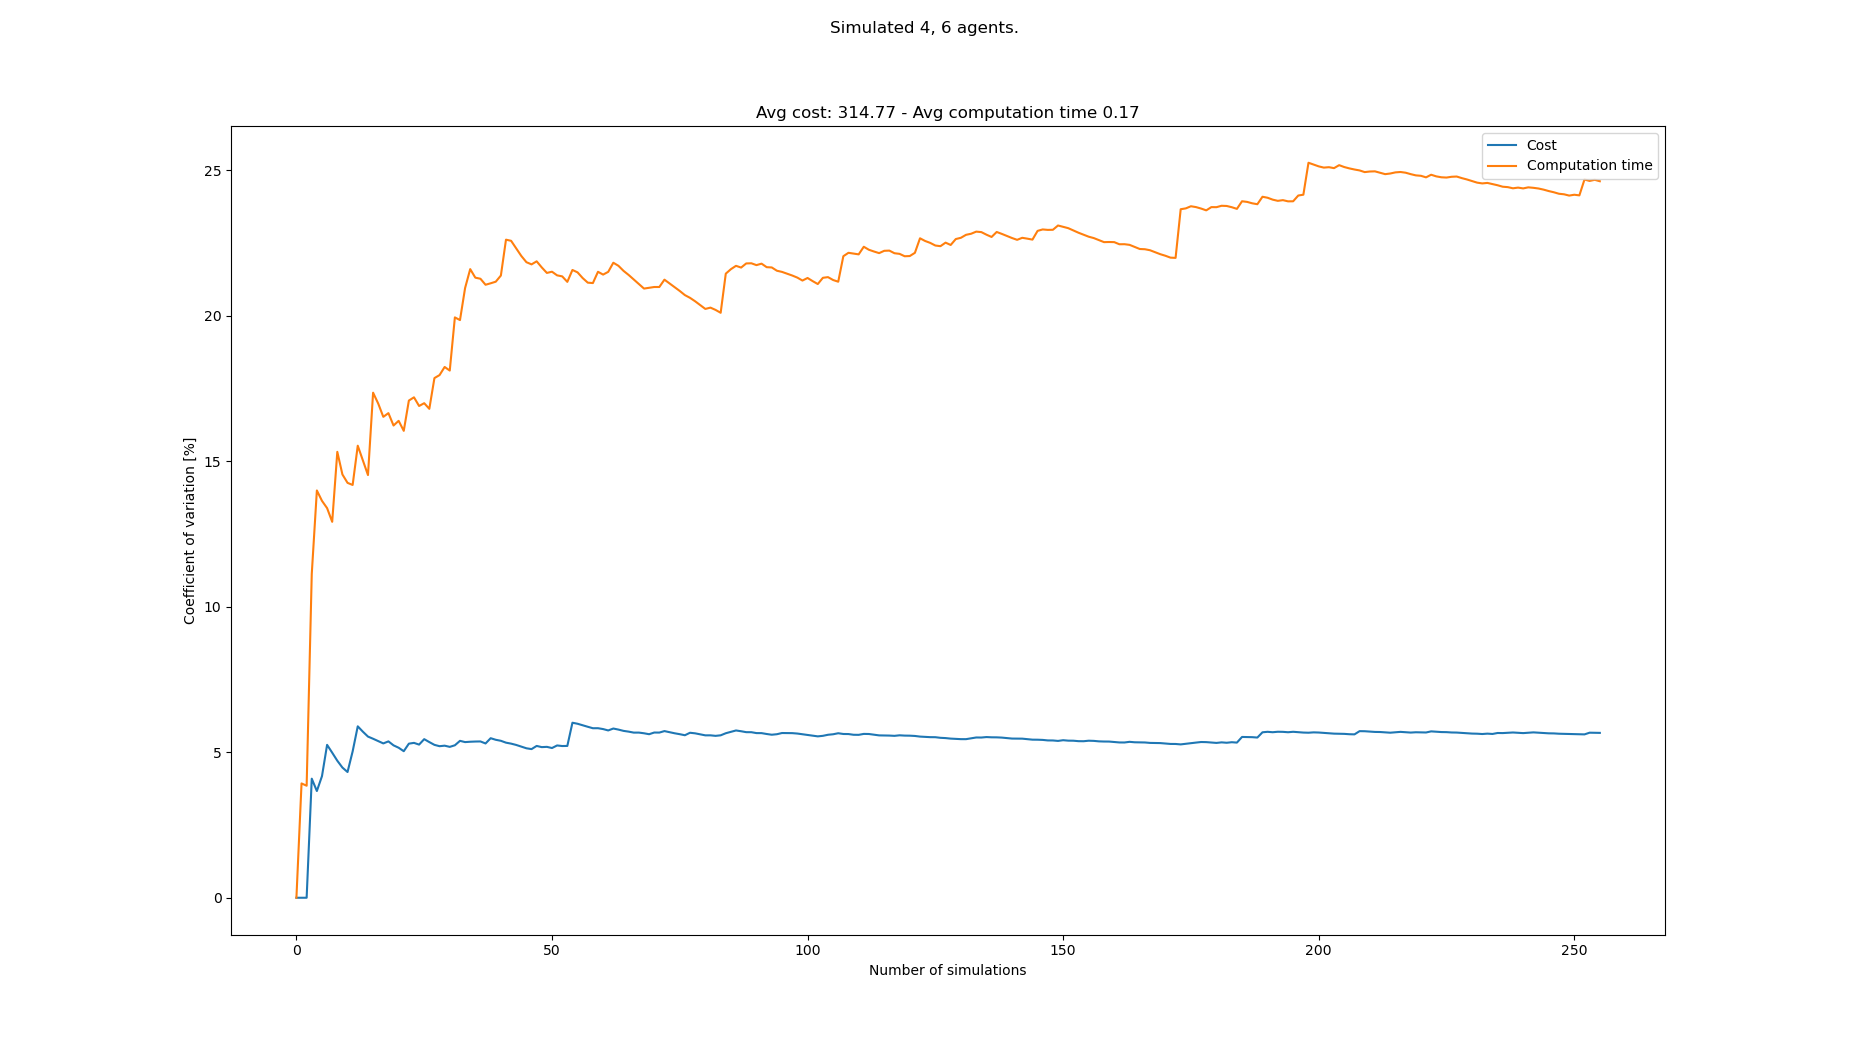 Simulated 4, 6 agents.
Avg cost: 314.77 - Avg computation time 0.17
Cost
Computation time
25
20
15
10
5
0
Coefficient of variation [%]
0 50 100 150 200 250
Number of simulations